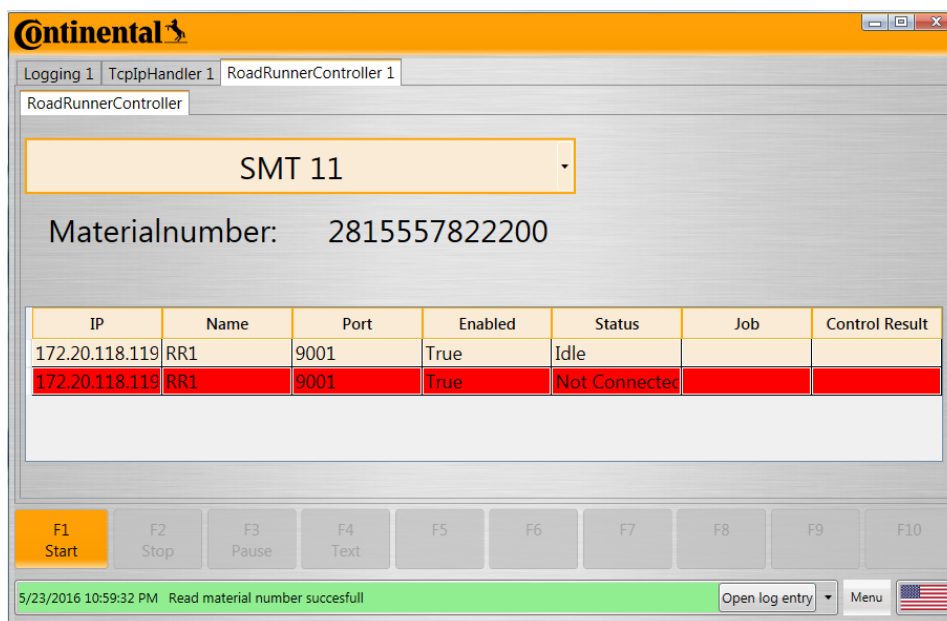 Continental
Logging 1 TcpIpHandler 1 RoadRunnerController 1
RoadRunnerController
SMT 11
Materialnumber: 2815557822200
IP Name Port Enabled Status Job Control Result
172.20.118.119 RR1 9001 True Idle
172.20.118.119 RR1 9001 True Not Connected
F1 F2 F3 F4 F5 F6 F7 F8 F9 F10
Start Stop Pause Text
5/23/2016 10:59:32 PM Read material number succesfull Open log entry Menu